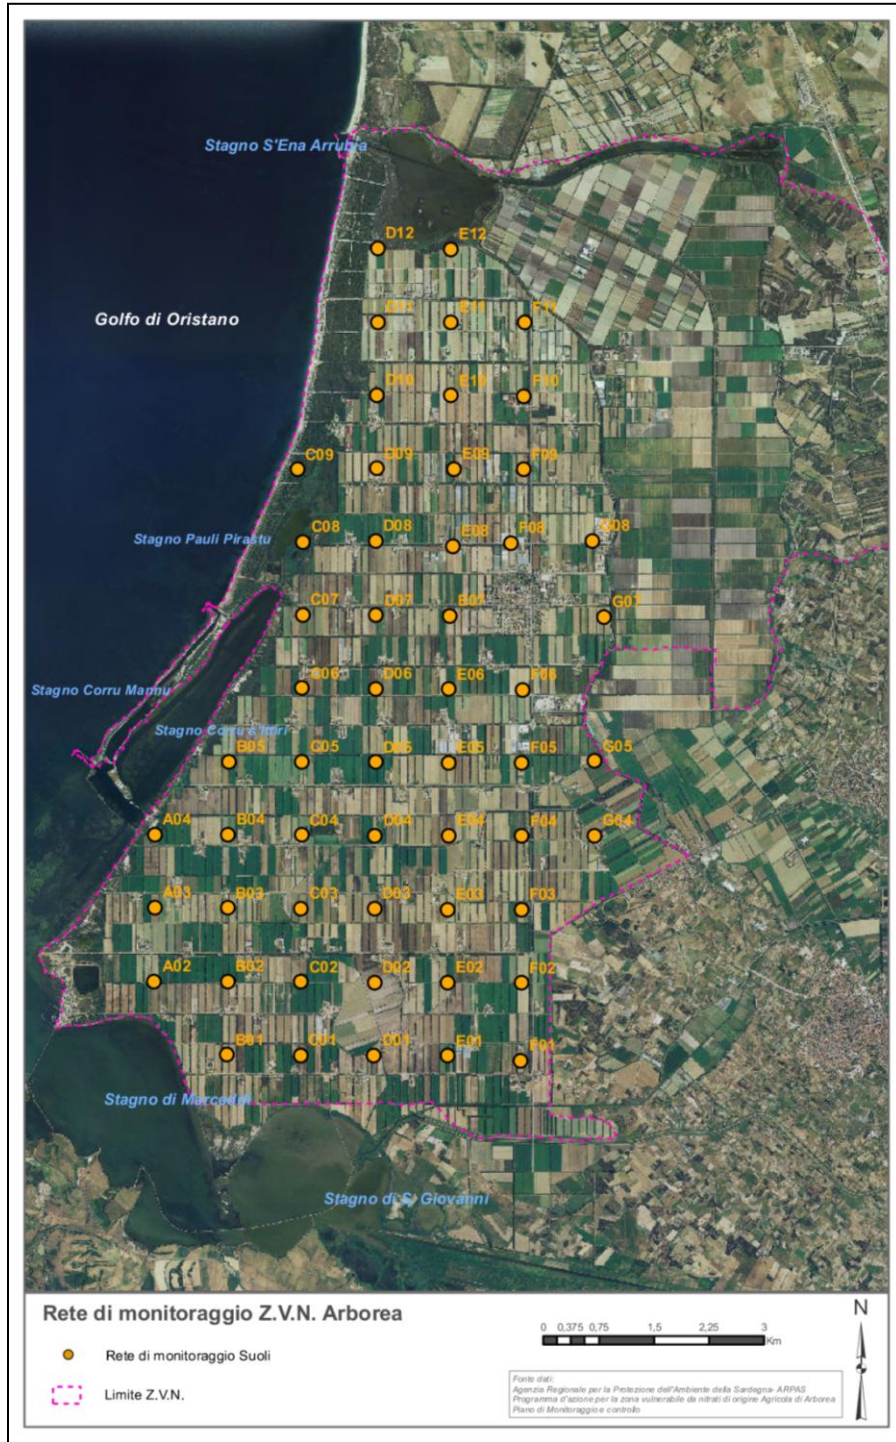 Stagno S'Ena Arrubia
D12 E12
Golfo di Oristano
D11 E11 F11
D10 E10 F10
C09 D09 E09 F09
Stagno Pauli Pirastu
C08 D08 E08 F08 G08
C07 D07 E07 G07
Stagno Corru Mannu
C06 D06 E06 F06
Stagno Corru s'Ittiri
B05 C05 D05 E05 F05 G05
A04 B04 C04 D04 E04 F04 G04
A03 B03 C03 D03 E03 F03
A02 B02 C02 D02 E02 F02
B01 C01 D01 E01 F01
Stagno di Marceddì
Stagno di S. Giovanni
Rete di monitoraggio Z.V.N. Arborea
Rete di monitoraggio Suoli
Limite Z.V.N.
0 0,375 0,75 1,5 2,25 3
Km
N
Fonte dati:
Agenzia Regionale per la Protezione dell'Ambiente della Sardegna- ARPAS
Programma d'azione per la zona vulnerabile da nitrati di origine Agricola di Arborea
Piano di Monitoraggio e controllo